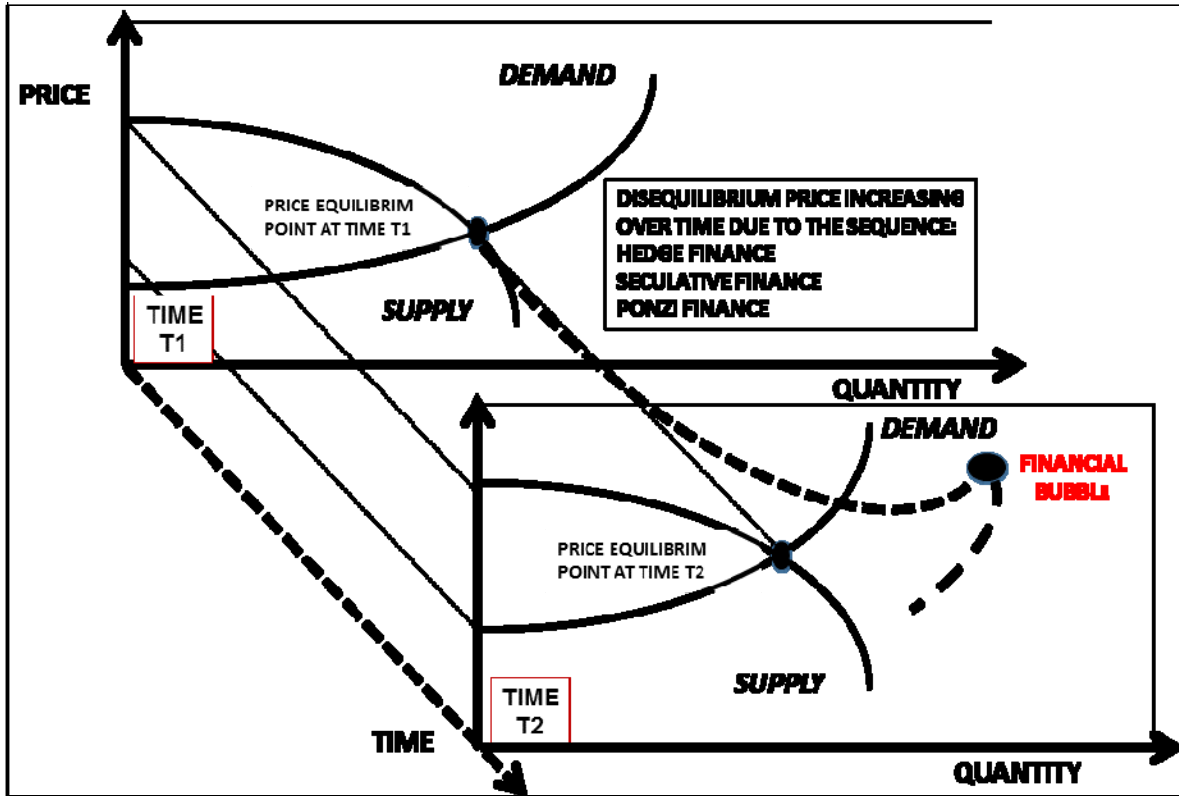 DEMAND
PRICE
PRICE EQUILIBRIM
POINT AT TIME T1
DISEQUILIBRIUM PRICE INCREASING
OVER TIME DUE TO THE SEQUENCE:
HEDGE FINANCE
SECULATIVE FINANCE
PONZI FINANCE
SUPPLY
TIME
T1
QUANTITY
DEMAND
FINANCIAL
BUBBLE
PRICE EQUILIBRIM
POINT AT TIME T2
SUPPLY
TIME
T2
TIME
QUANTITY